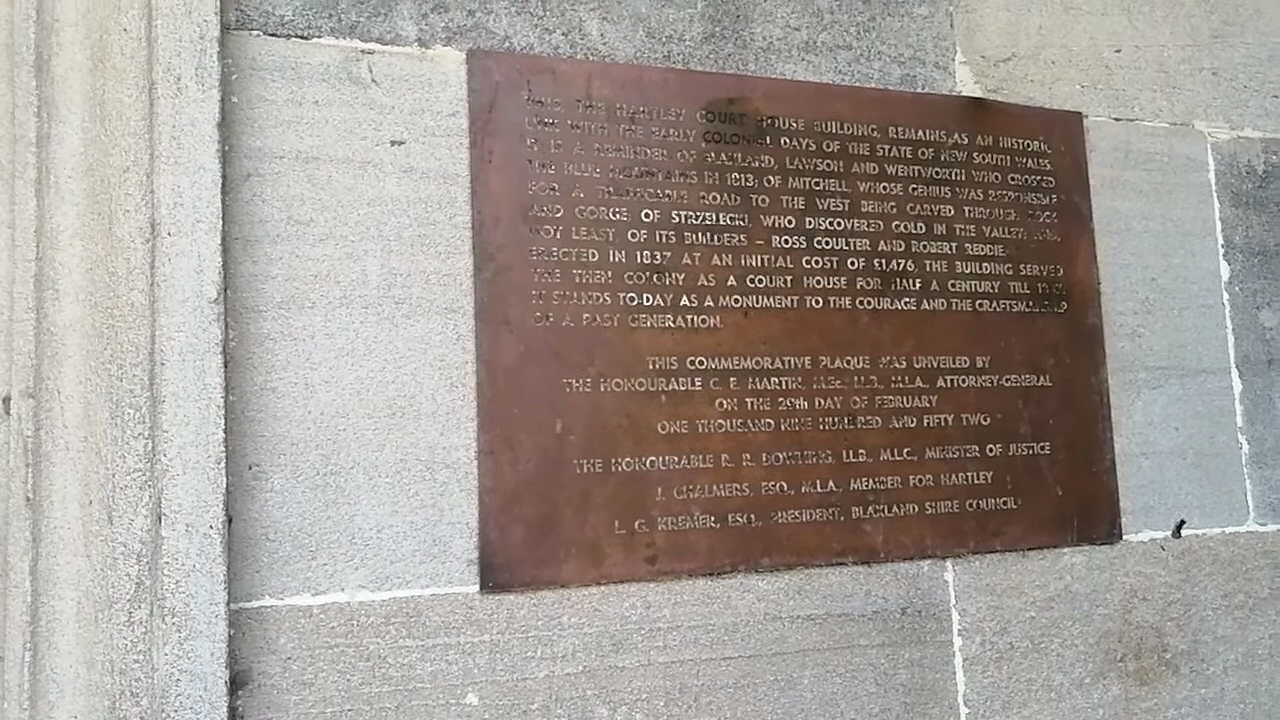 THIS, THE HARTLEY COURT HOUSE BUILDING, REMAINS AS AN HISTORIC
LINK WITH THE EARLY COLONIAL DAYS OF THE STATE OF NEW SOUTH WALES.
IT IS A REMINDER OF BLAXLAND, LAWSON AND WENTWORTH WHO CROSSED
THE BLUE MOUNTAINS IN 1813; OF MITCHELL, WHOSE GENIUS WAS RESPONSIBLE
FOR A TRAFFICABLE ROAD TO THE WEST BEING CARVED THROUGH ROCK
AND GORGE; OF STRZELECKI, WHO DISCOVERED GOLD IN THE VALLEY; AND,
NOT LEAST, OF ITS BUILDERS – ROSS COULTER AND ROBERT REDDIE.
ERECTED IN 1837 AT AN INITIAL COST OF £1,476, THE BUILDING SERVED
THE THEN COLONY AS A COURT HOUSE FOR HALF A CENTURY TILL
IT STANDS TO-DAY AS A MONUMENT TO THE COURAGE AND THE CRAFTSMANSHIP
OF A PAST GENERATION.
THIS COMMEMORATIVE PLAQUE WAS UNVEILED BY
THE HONOURABLE C. E. MARTIN, M.Ec., LL.B., M.L.A., ATTORNEY-GENERAL
ON THE 29th DAY OF FEBRUARY
ONE THOUSAND NINE HUNDRED AND FIFTY TWO
THE HONOURABLE R. R. DOWNING, LL.B., M.L.C., MINISTER OF JUSTICE
J. CHALMERS, ESQ., M.L.A., MEMBER FOR HARTLEY
L. G. KREMER, ESQ., PRESIDENT, BLAXLAND SHIRE COUNCIL